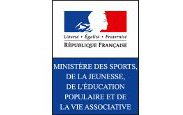 Liberté • Égalité • Fraternité
RÉPUBLIQUE FRANÇAISE
MINISTÈRE DES SPORTS,
DE LA JEUNESSE,
DE L'ÉDUCATION
POPULAIRE ET DE
LA VIE ASSOCIATIVE